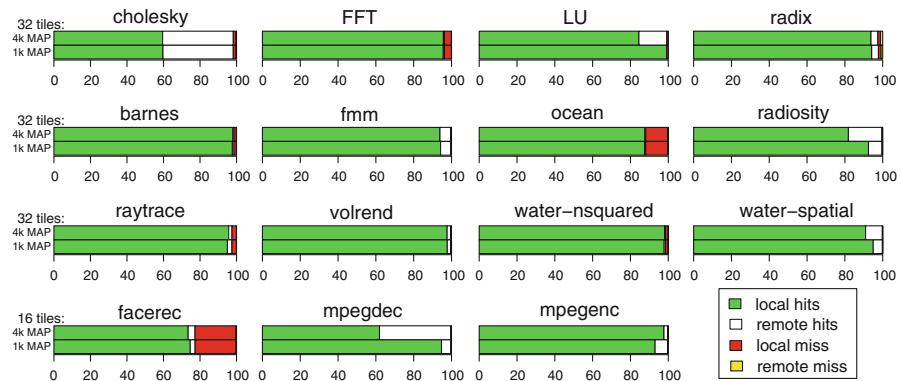 cholesky FFT LU radix
32 tiles:
4k MAP
1k MAP
0 20 40 60 80 100 0 20 40 60 80 100 0 20 40 60 80 100 0 20 40 60 80 100
barnes fmm ocean radiosity
32 tiles:
4k MAP
1k MAP
0 20 40 60 80 100 0 20 40 60 80 100 0 20 40 60 80 100 0 20 40 60 80 100
raytrace volrend water-nsquared water-spatial
32 tiles:
4k MAP
1k MAP
0 20 40 60 80 100 0 20 40 60 80 100 0 20 40 60 80 100 0 20 40 60 80 100
facerec mpegdec mpegenc
16 tiles:
4k MAP
1k MAP
0 20 40 60 80 100 0 20 40 60 80 100 0 20 40 60 80 100
local hits
remote hits
local miss
remote miss